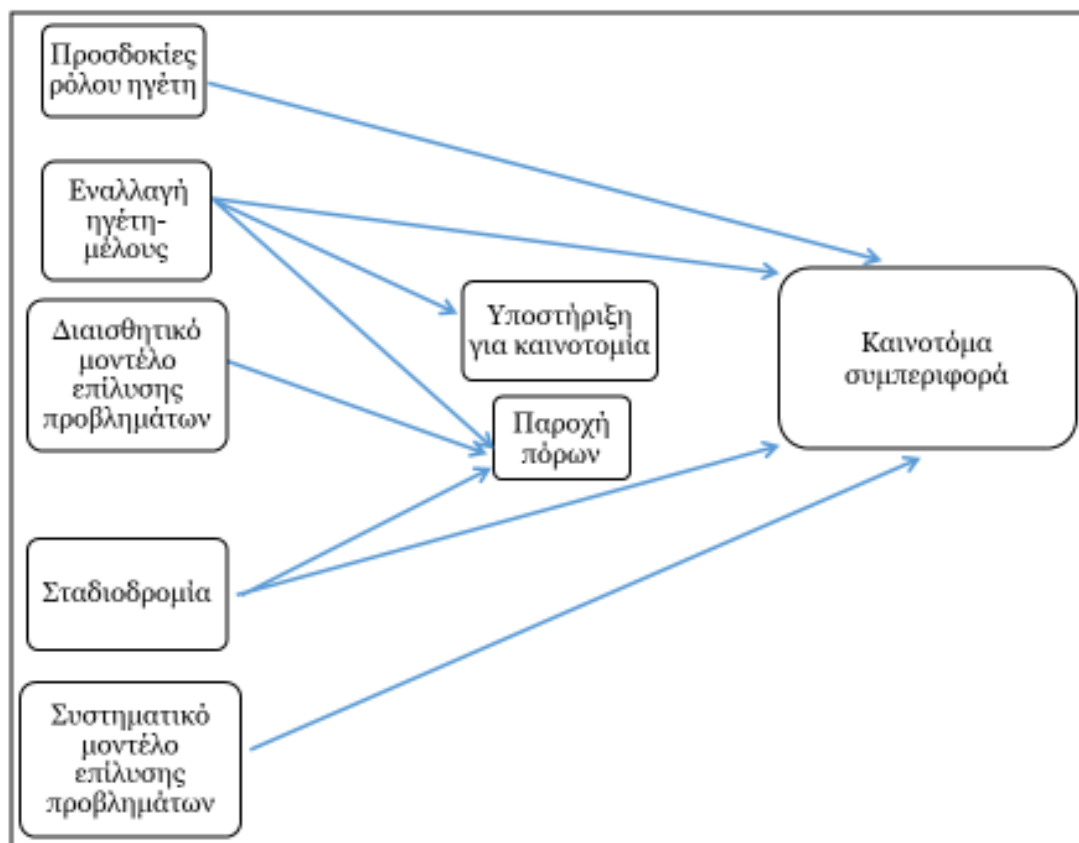 Προσδοκίες
ρόλου ηγέτη
Εναλλαγή
ηγέτη-
μέλους
Διαισθητικό
μοντέλο
επίλυσης
προβλημάτων
Υποστήριξη
για καινοτομία
Παροχή
πόρων
Καινοτόμα
συμπεριφορά
Σταδιοδρομία
Συστηματικό
μοντέλο
επίλυσης
προβλημάτων